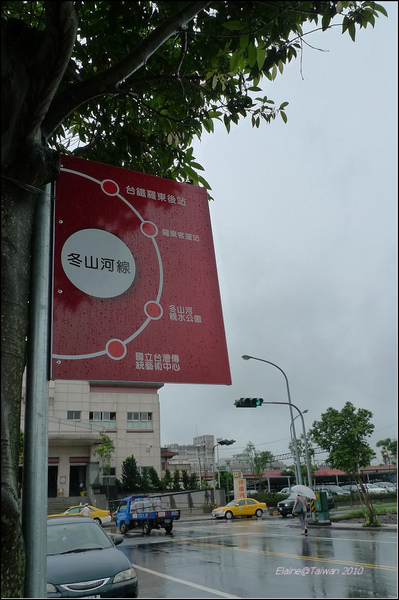 台鐵羅東後站
羅東客運站
冬山河線
冬山河
親水公園
國立台灣傳
統藝術中心
Elaine@Taiwan 2010